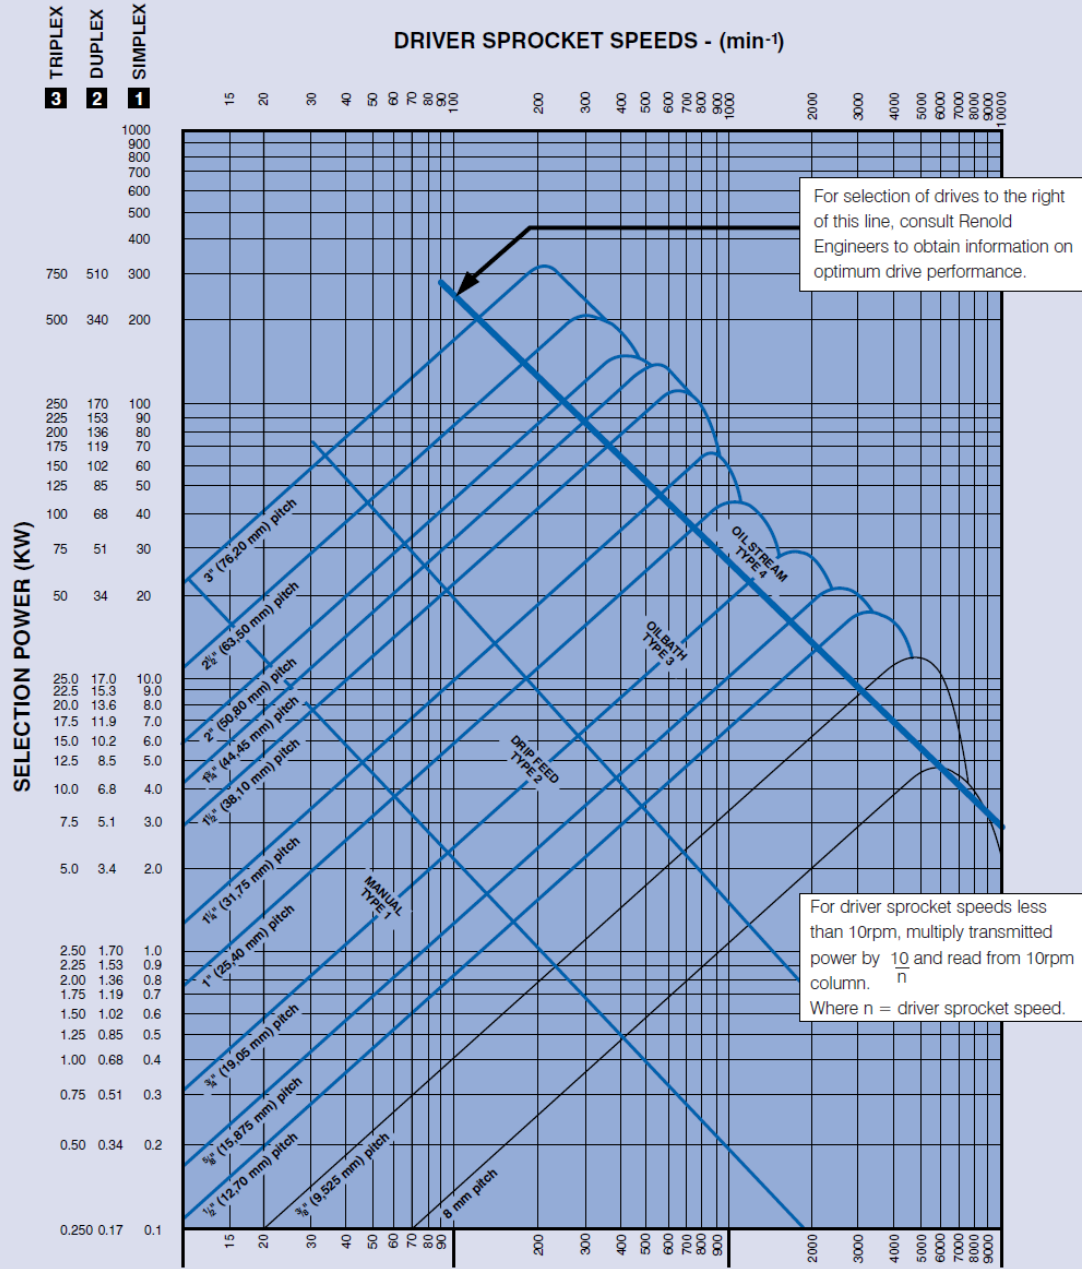 DRIVER SPROCKET SPEEDS - (min-1)
3 TRIPLEX
2 DUPLEX
1 SIMPLEX
15 20 30 40 50 60 70 80 90 100 200 300 400 500 600 700 800 900 1000 2000 3000 4000 5000 6000 7000 8000 9000 10000
SELECTION POWER (KW)
1000
900
800
700
600
500
400
750 510 300
500 340 200
250 170 100
225 153 90
200 136 80
175 119 70
150 102 60
125 85 50
100 68 40
75 51 30
50 34 20
25.0 17.0 10.0
22.5 15.3 9.0
20.0 13.6 8.0
17.5 11.9 7.0
15.0 10.2 6.0
12.5 8.5 5.0
10.0 6.8 4.0
7.5 5.1 3.0
5.0 3.4 2.0
2.50 1.70 1.0
2.25 1.53 0.9
2.00 1.36 0.8
1.75 1.19 0.7
1.50 1.02 0.6
1.25 0.85 0.5
1.00 0.68 0.4
0.75 0.51 0.3
0.50 0.34 0.2
0.250 0.17 0.1
For selection of drives to the right
of this line, consult Renold
Engineers to obtain information on
optimum drive performance.
3" (76,20 mm) pitch
2½" (63,50 mm) pitch
2" (50,80 mm) pitch
1¾" (44,45 mm) pitch
1½" (38,10 mm) pitch
1¼" (31,75 mm) pitch
1" (25,40 mm) pitch
¾" (19,05 mm) pitch
⅝" (15,875 mm) pitch
½" (12,70 mm) pitch
⅜" (9,525 mm) pitch
8 mm pitch
OIL STREAM
TYPE 4
OILBATH
TYPE 3
DRIP FEED
TYPE 2
MANUAL
TYPE 1
For driver sprocket speeds less
than 10rpm, multiply transmitted
power by 10/n and read from 10rpm
column.
Where n = driver sprocket speed.
15 20 30 40 50 60 70 80 90 200 300 400 500 600 700 800 900 2000 3000 4000 5000 6000 7000 8000 9000